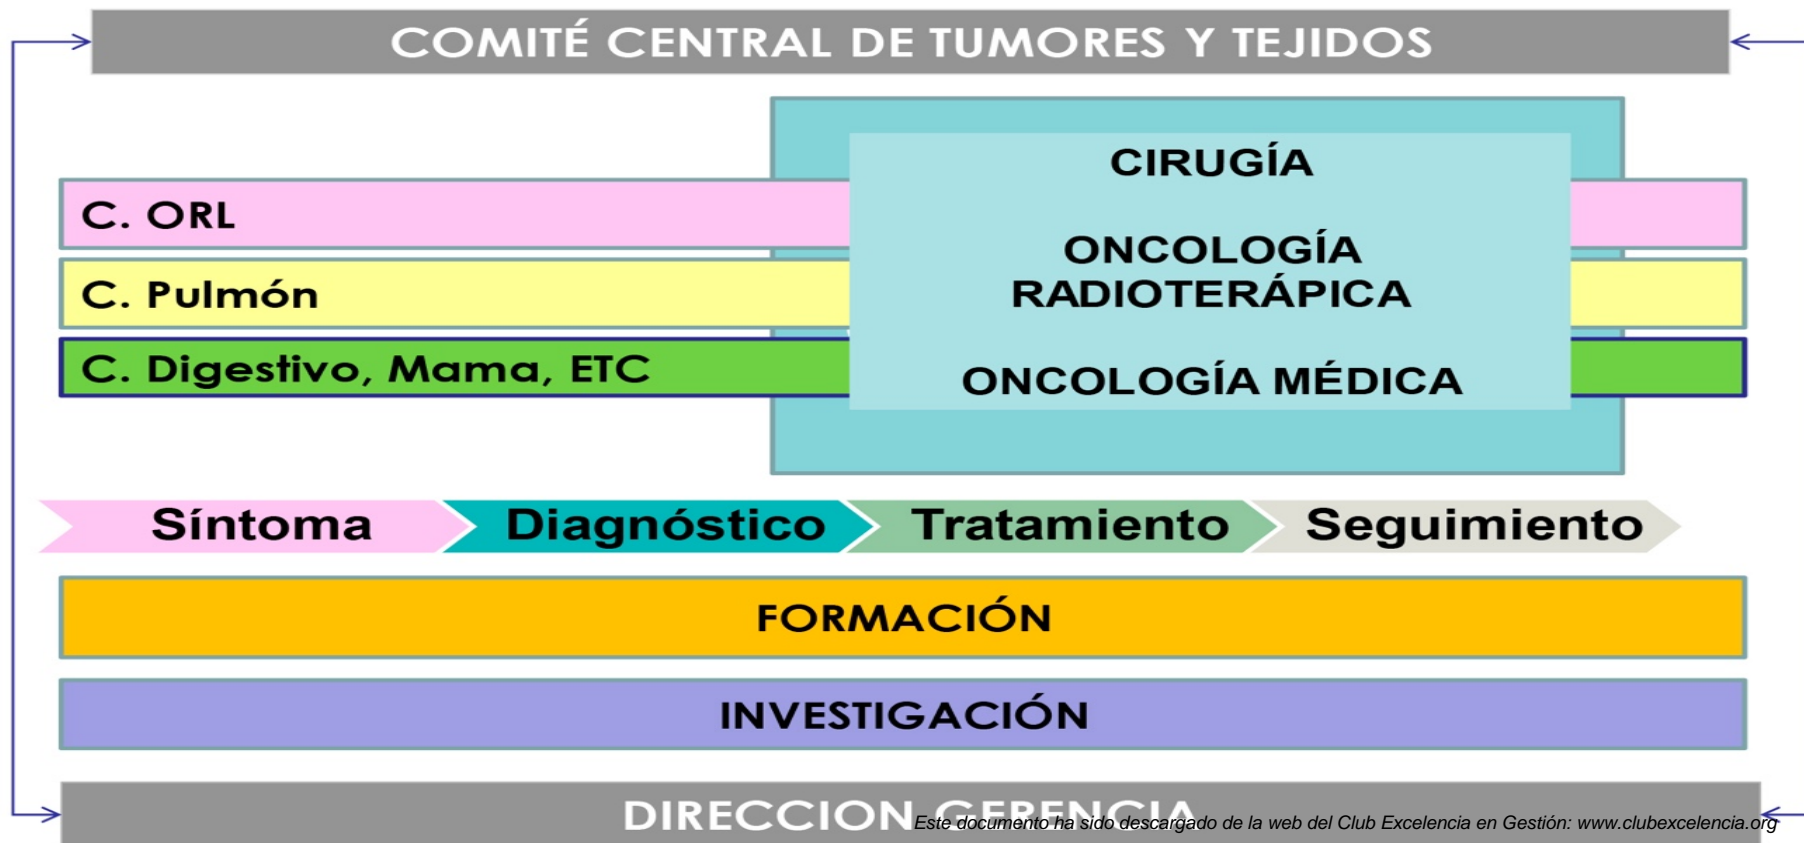 COMITÉ CENTRAL DE TUMORES Y TEJIDOS
CIRUGÍA
C. ORL
ONCOLOGÍA
RADIOTERÁPICA
C. Pulmón
C. Digestivo, Mama, ETC
ONCOLOGÍA MÉDICA
Síntoma
Diagnóstico
Tratamiento
Seguimiento
FORMACIÓN
INVESTIGACIÓN
DIRECCION GERENCIA
Este documento ha sido descargado de la web del Club Excelencia en Gestión: www.clubexcelencia.org